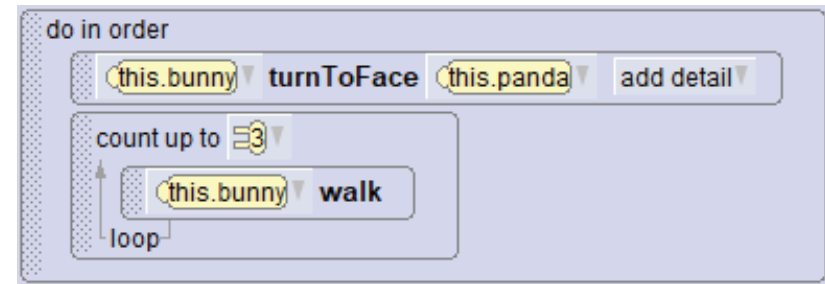 do in order
this.bunny turnToFace this.panda add detail
count up to 3
this.bunny walk
loop